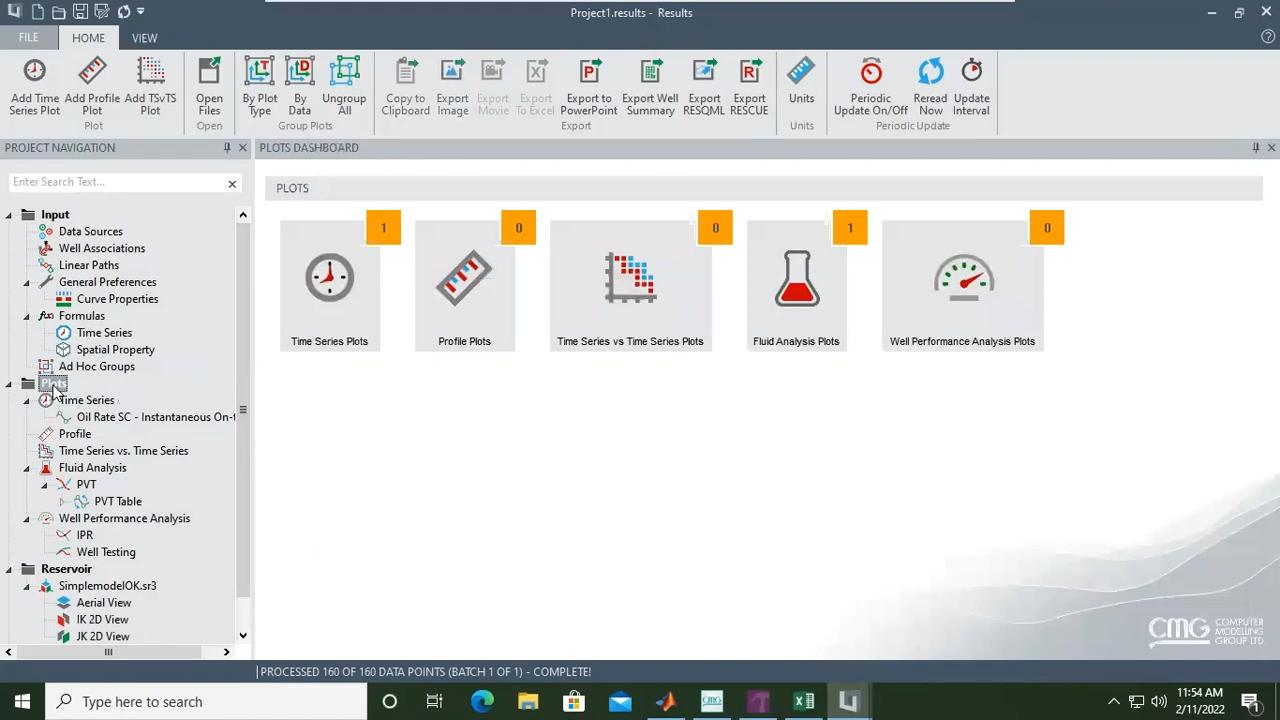 Project1.results - Results
FILE
HOME
VIEW
Add Time Series Plot
Add Profile Plot
Add TSvTS Plot
Open Files
By Plot Type
By Data
Ungroup All
Copy to Clipboard
Export Image
Export Movie
Export To Excel
Export to PowerPoint
Export Well Summary
Export RESQML
Export RESCUE
Units
Periodic Update On/Off
Reread Now
Update Interval
Plot
Open
Group Plots
Export
Units
Periodic Update
PROJECT NAVIGATION
Enter Search Text...
Input
Data Sources
Well Associations
Linear Paths
General Preferences
Curve Properties
Formulas
Time Series
Spatial Property
Ad Hoc Groups
Plots
Time Series
Oil Rate SC - Instantaneous On-t
Profile
Time Series vs. Time Series
Fluid Analysis
PVT
PVT Table
Well Performance Analysis
IPR
Well Testing
Reservoir
SimplemodelOK.sr3
Aerial View
IK 2D View
JK 2D View
PLOTS DASHBOARD
PLOTS
1
Time Series Plots
0
Profile Plots
0
Time Series vs Time Series Plots
1
Fluid Analysis Plots
0
Well Performance Analysis Plots
CMG COMPUTER MODELLING GROUP LTD.
PROCESSED 160 OF 160 DATA POINTS (BATCH 1 OF 1) - COMPLETE!
Type here to search
11:54 AM
2/11/2022